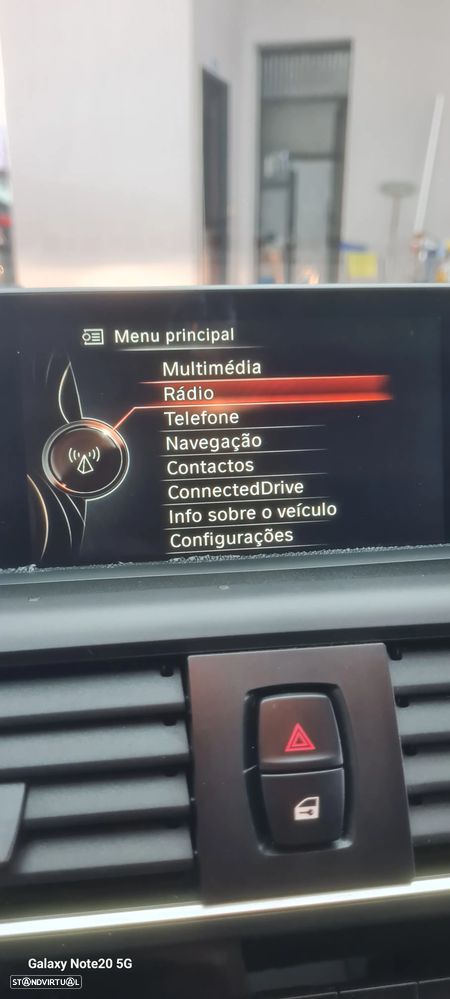 Menu principal
Multimédia
Rádio
Telefone
Navegação
Contactos
ConnectedDrive
Info sobre o veículo
Configurações
Galaxy Note20 5G
STANDVIRTUAL